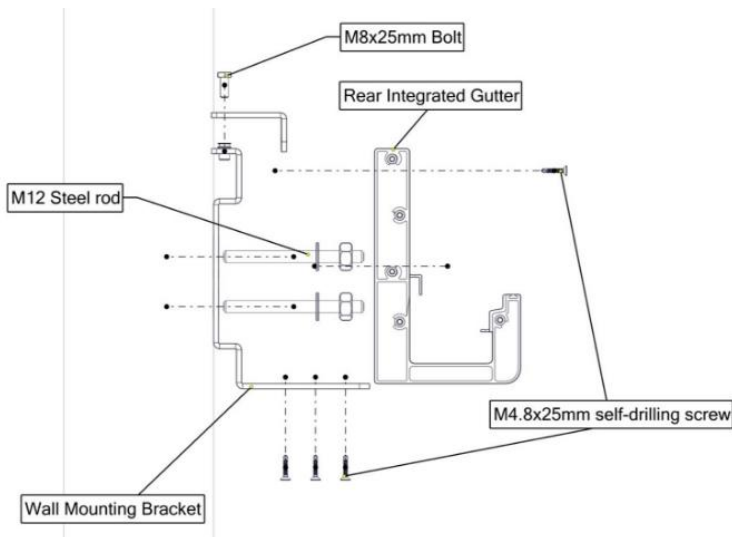 M8x25mm Bolt
Rear Integrated Gutter
M12 Steel rod
M4.8x25mm self-drilling screw
Wall Mounting Bracket